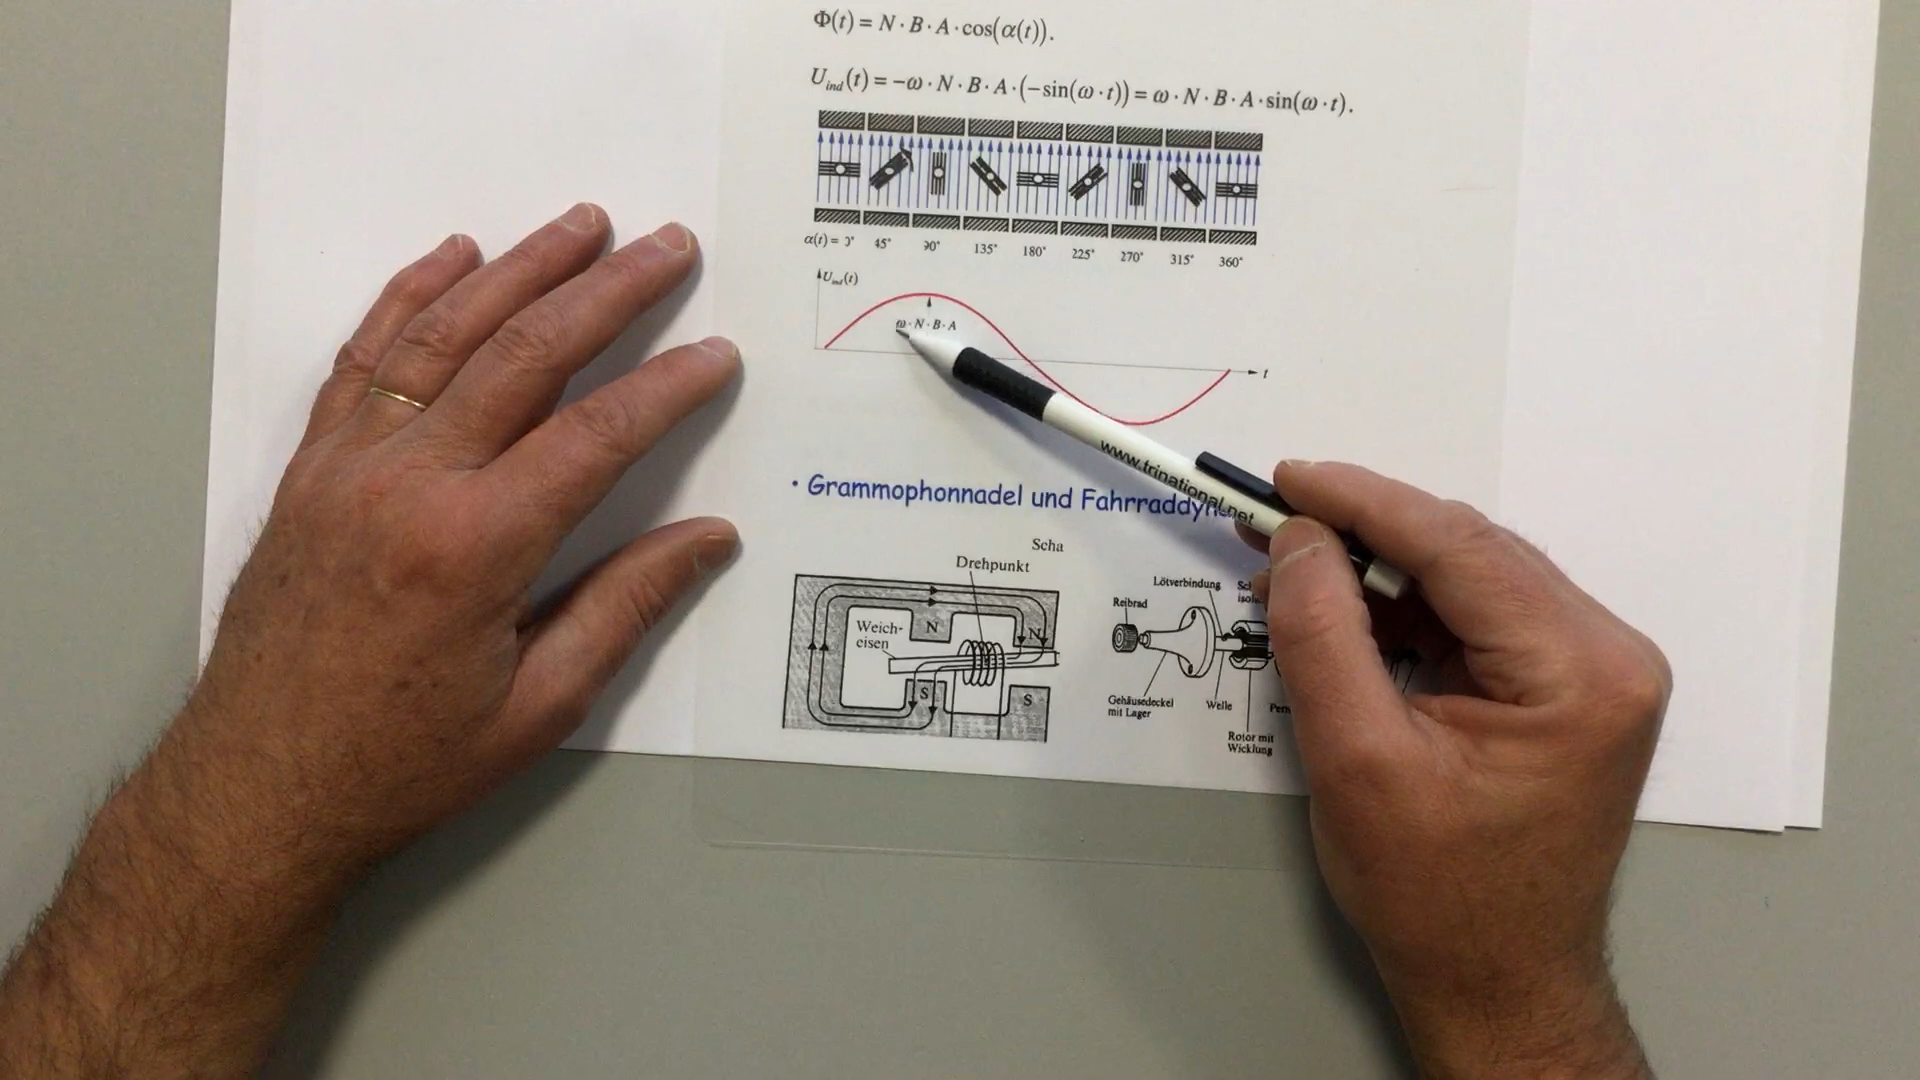 Φ(t) = N · B · A · cos(α(t)).
U_ind(t) = −ω · N · B · A · (−sin(ω · t)) = ω · N · B · A · sin(ω · t).
α(t) = 0° 45° 90° 135° 180° 225° 270° 315° 360°
U_ind(t)
ω · N · B · A
t
www.trinational.net
• Grammophonnadel und
Scha
Drehpunkt
Weich-
eisen
N
N
S
S
Lötverbindung
Reibrad
Gehäusedeckel
mit Lager
Welle
Rotor mit
Wicklung